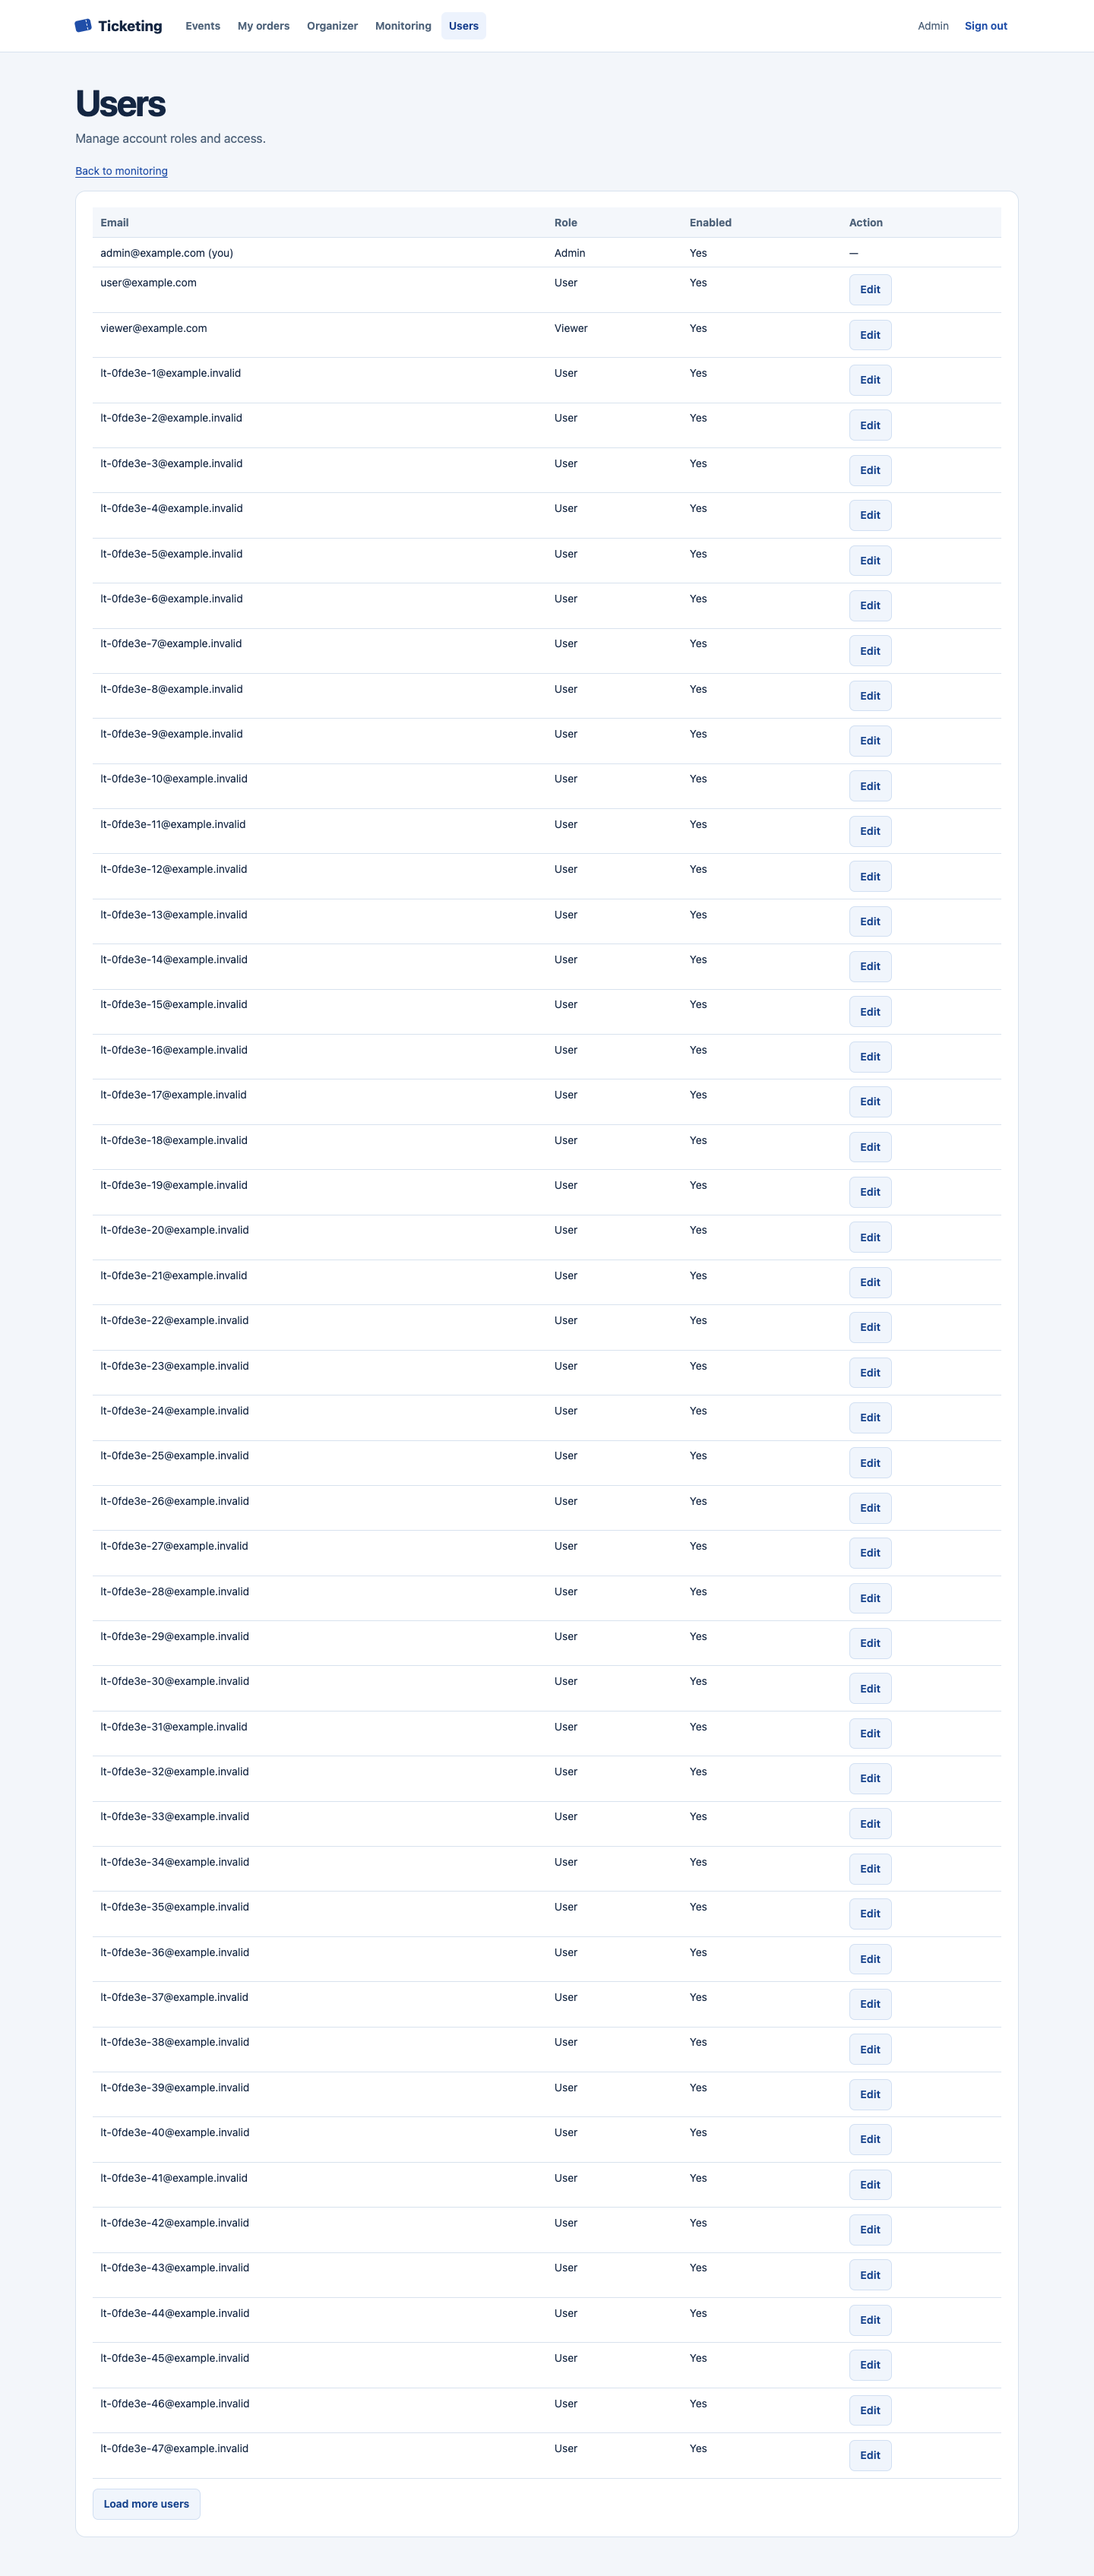 Ticketing Events My orders Organizer Monitoring Users Admin Sign out
Users
Manage account roles and access.
Back to monitoring
Email Role Enabled Action
admin@example.com (you) Admin Yes —
user@example.com User Yes Edit
viewer@example.com Viewer Yes Edit
lt-0fde3e-1@example.invalid User Yes Edit
lt-0fde3e-2@example.invalid User Yes Edit
lt-0fde3e-3@example.invalid User Yes Edit
lt-0fde3e-4@example.invalid User Yes Edit
lt-0fde3e-5@example.invalid User Yes Edit
lt-0fde3e-6@example.invalid User Yes Edit
lt-0fde3e-7@example.invalid User Yes Edit
lt-0fde3e-8@example.invalid User Yes Edit
lt-0fde3e-9@example.invalid User Yes Edit
lt-0fde3e-10@example.invalid User Yes Edit
lt-0fde3e-11@example.invalid User Yes Edit
lt-0fde3e-12@example.invalid User Yes Edit
lt-0fde3e-13@example.invalid User Yes Edit
lt-0fde3e-14@example.invalid User Yes Edit
lt-0fde3e-15@example.invalid User Yes Edit
lt-0fde3e-16@example.invalid User Yes Edit
lt-0fde3e-17@example.invalid User Yes Edit
lt-0fde3e-18@example.invalid User Yes Edit
lt-0fde3e-19@example.invalid User Yes Edit
lt-0fde3e-20@example.invalid User Yes Edit
lt-0fde3e-21@example.invalid User Yes Edit
lt-0fde3e-22@example.invalid User Yes Edit
lt-0fde3e-23@example.invalid User Yes Edit
lt-0fde3e-24@example.invalid User Yes Edit
lt-0fde3e-25@example.invalid User Yes Edit
lt-0fde3e-26@example.invalid User Yes Edit
lt-0fde3e-27@example.invalid User Yes Edit
lt-0fde3e-28@example.invalid User Yes Edit
lt-0fde3e-29@example.invalid User Yes Edit
lt-0fde3e-30@example.invalid User Yes Edit
lt-0fde3e-31@example.invalid User Yes Edit
lt-0fde3e-32@example.invalid User Yes Edit
lt-0fde3e-33@example.invalid User Yes Edit
lt-0fde3e-34@example.invalid User Yes Edit
lt-0fde3e-35@example.invalid User Yes Edit
lt-0fde3e-36@example.invalid User Yes Edit
lt-0fde3e-37@example.invalid User Yes Edit
lt-0fde3e-38@example.invalid User Yes Edit
lt-0fde3e-39@example.invalid User Yes Edit
lt-0fde3e-40@example.invalid User Yes Edit
lt-0fde3e-41@example.invalid User Yes Edit
lt-0fde3e-42@example.invalid User Yes Edit
lt-0fde3e-43@example.invalid User Yes Edit
lt-0fde3e-44@example.invalid User Yes Edit
lt-0fde3e-45@example.invalid User Yes Edit
lt-0fde3e-46@example.invalid User Yes Edit
lt-0fde3e-47@example.invalid User Yes Edit
Load more users